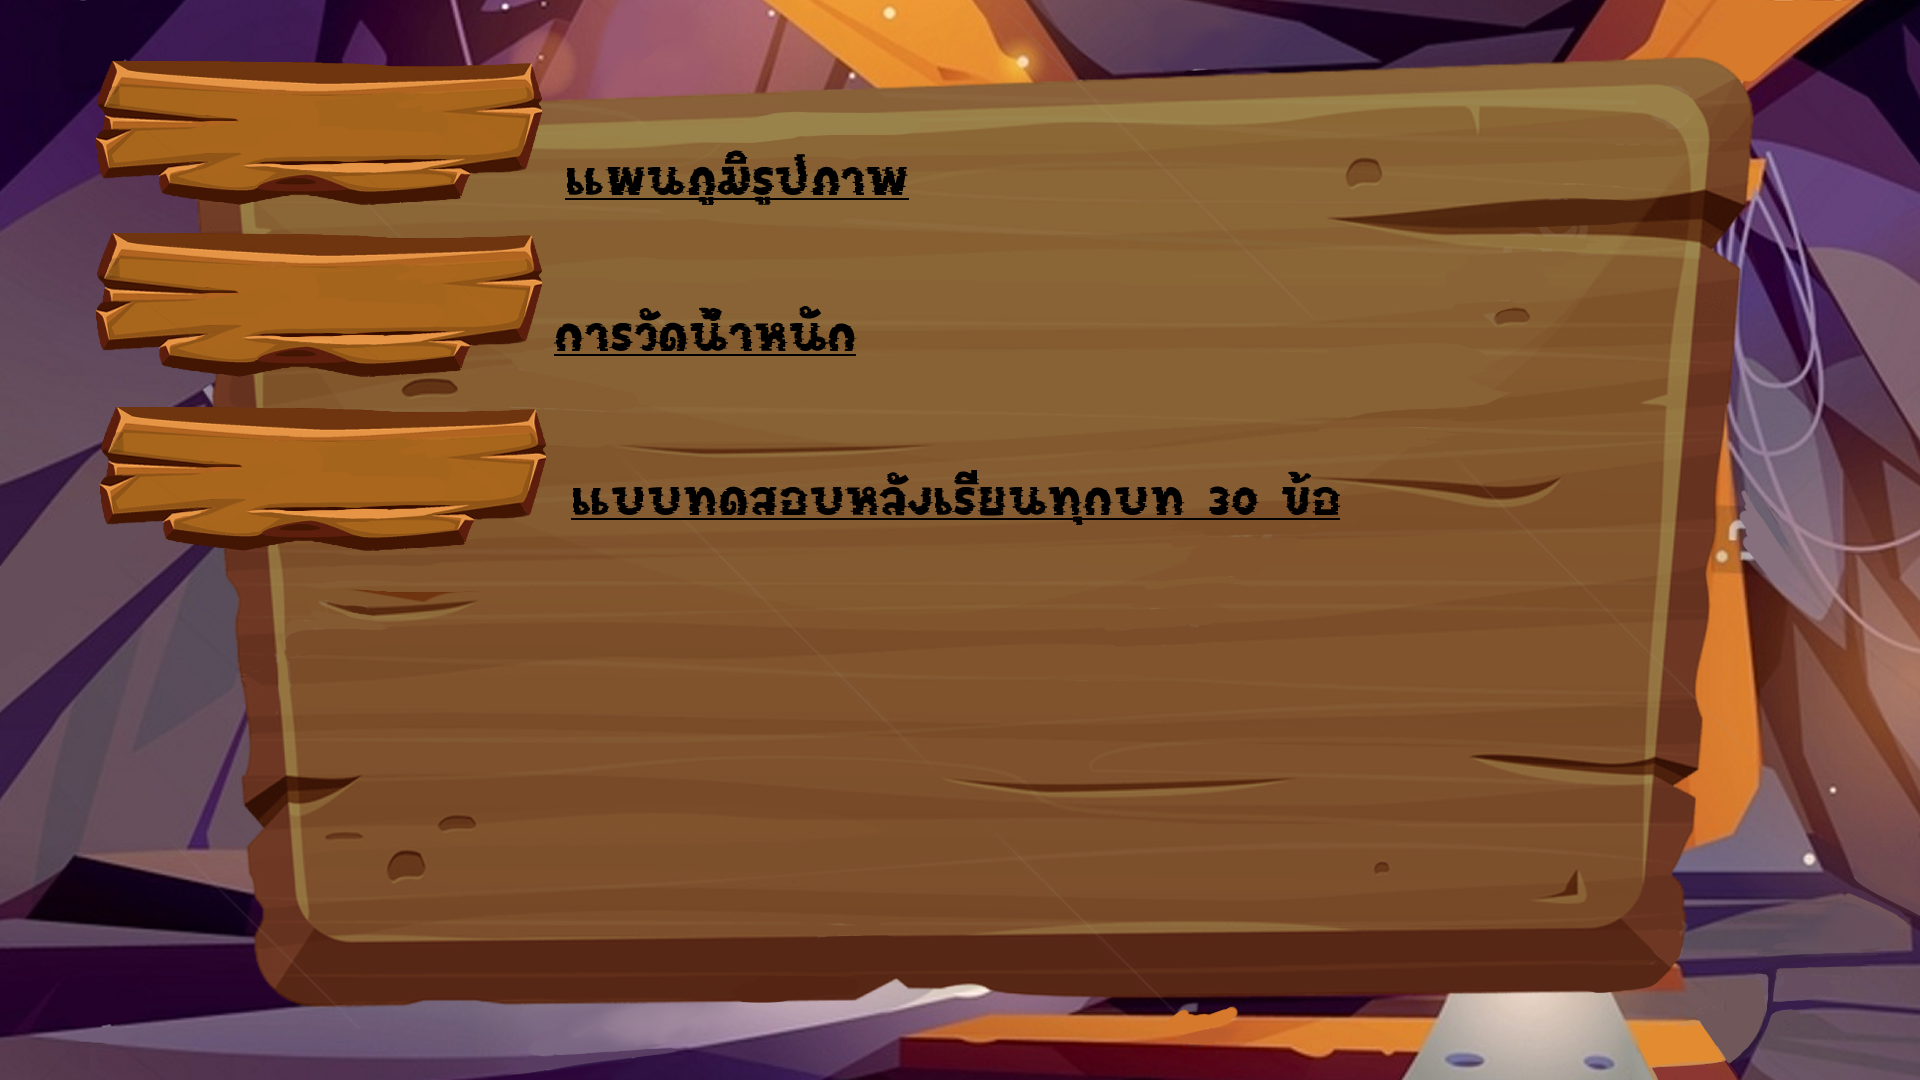 แผนภูมิรูปภาพ
การวัดน้ำหนัก
แบบทดสอบหลังเรียนทุกบท 30 ข้อ